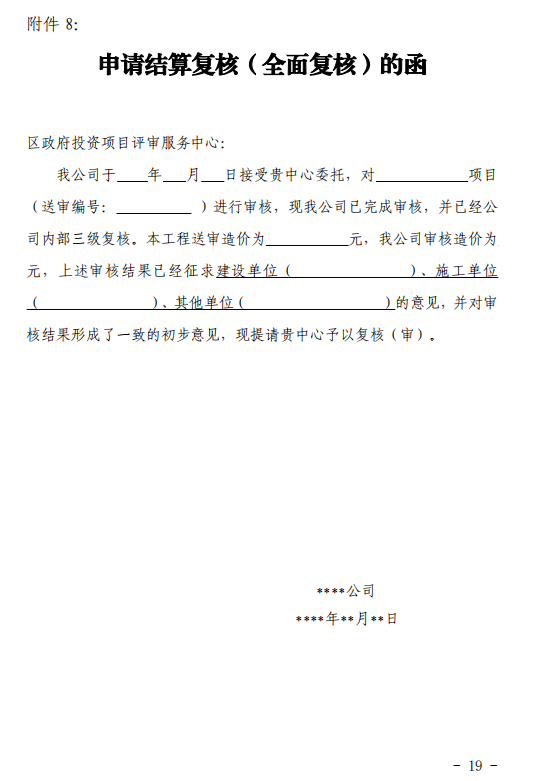 附件 8:
申请结算复核（全面复核）的函
区政府投资项目评审服务中心：
我公司于____年___月___日接受贵中心委托，对____________项目
（送审编号：__________ ）进行审核，现我公司已完成审核，并已经公
司内部三级复核。本工程送审造价为___________元，我公司审核造价为
元，上述审核结果已经征求建设单位（                ）、施工单位
（                ）、其他单位（                ）的意见，并对审
核结果形成了一致的初步意见，现提请贵中心予以复核（审）。
****公司
****年**月**日
- 19 -